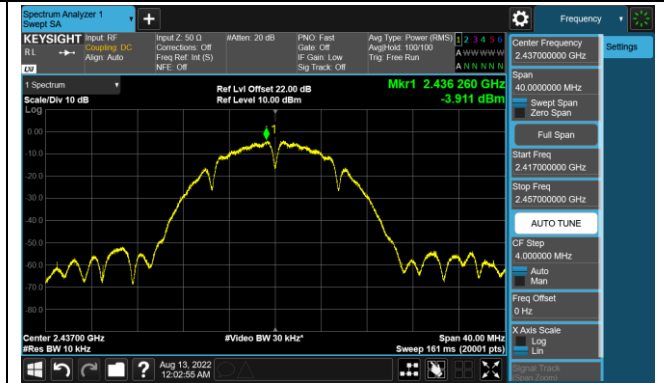 Spectrum Analyzer 1
Swept SA
+
Frequency
KEYSIGHT
Input: RF
Input Z: 50 Ω
#Atten: 20 dB
PNO: Fast
Avg Type: Power (RMS)
1 2 3 4 5 6
RL
Coupling: DC
Corrections: Off
Gate: Off
Avg|Hold: 100/100
A W W W W W
Align: Auto
Freq Ref: Int (S)
IF Gain: Low
Trig: Free Run
NFE: Off
Sig Track: Off
A N N N N N
LNI
Center Frequency
2.437000000 GHz
Settings
Span
40.0000000 MHz
Swept Span
Zero Span
Full Span
Start Freq
2.417000000 GHz
Stop Freq
2.457000000 GHz
AUTO TUNE
CF Step
4.000000 MHz
Auto
Man
Freq Offset
0 Hz
X Axis Scale
Log
Lin
Signal Track
(Span Zoom)
1 Spectrum
Ref Lvl Offset 22.00 dB
Mkr1 2.436 260 GHz
Scale/Div 10 dB
Ref Level 10.00 dBm
-3.911 dBm
Log
1
0.00
-10.0
-20.0
-30.0
-40.0
-50.0
-60.0
-70.0
-80.0
Center 2.43700 GHz
#Video BW 30 kHz*
Span 40.00 MHz
#Res BW 10 kHz
Sweep 161 ms (20001 pts)
?
Aug 13, 2022
12:02:55 AM